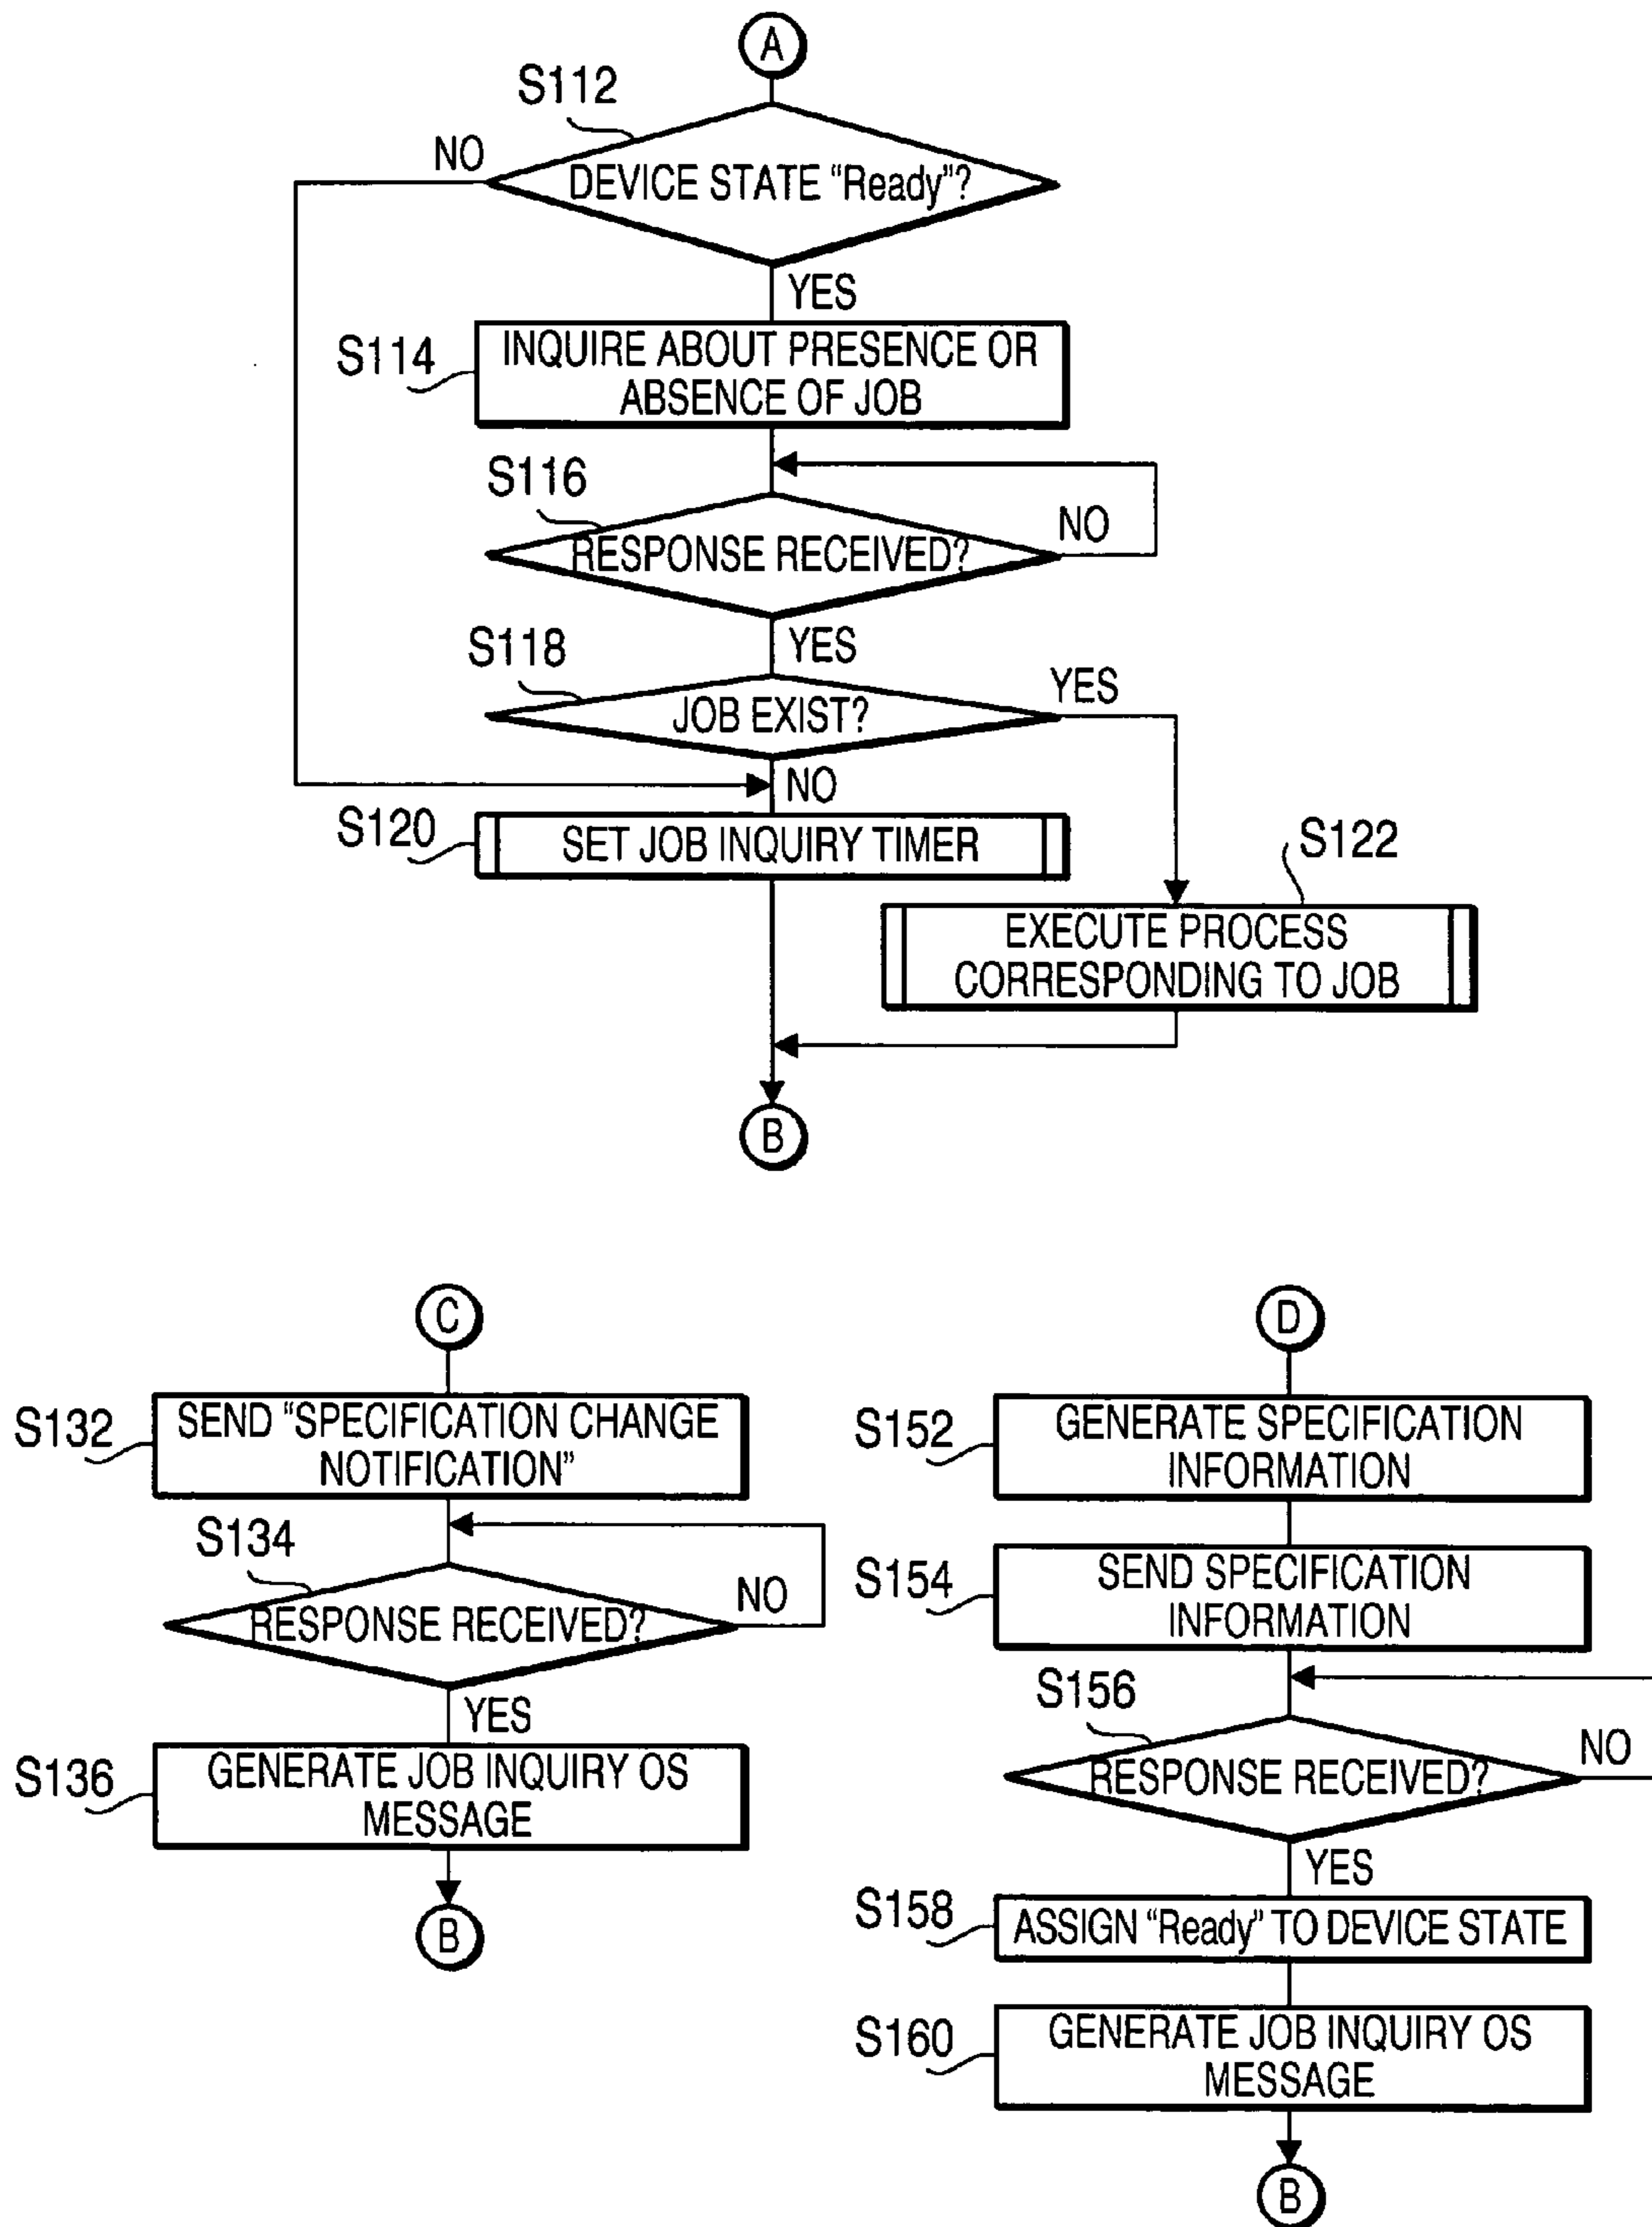 A
S112
NO
DEVICE STATE "Ready"?
YES
S114
INQUIRE ABOUT PRESENCE OR
ABSENCE OF JOB
S116
NO
RESPONSE RECEIVED?
YES
S118
YES
JOB EXIST?
NO
S120
SET JOB INQUIRY TIMER
S122
EXECUTE PROCESS
CORRESPONDING TO JOB
B
C
S132
SEND "SPECIFICATION CHANGE
NOTIFICATION"
S134
NO
RESPONSE RECEIVED?
YES
S136
GENERATE JOB INQUIRY OS
MESSAGE
B
D
S152
GENERATE SPECIFICATION
INFORMATION
S154
SEND SPECIFICATION
INFORMATION
S156
NO
RESPONSE RECEIVED?
YES
S158
ASSIGN "Ready" TO DEVICE STATE
S160
GENERATE JOB INQUIRY OS
MESSAGE
B